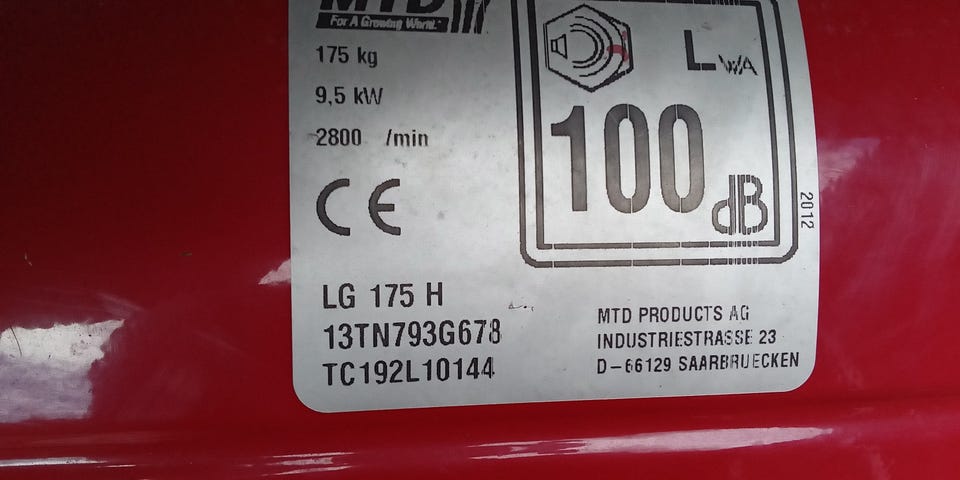 MTD
For A Growing World.
175 kg
9,5 kW
2800 /min
CE
LWA
100
dB
2012
LG 175 H
13TN793G678
TC192L10144
MTD PRODUCTS AG
INDUSTRIESTRASSE 23
D-66129 SAARBRUECKEN